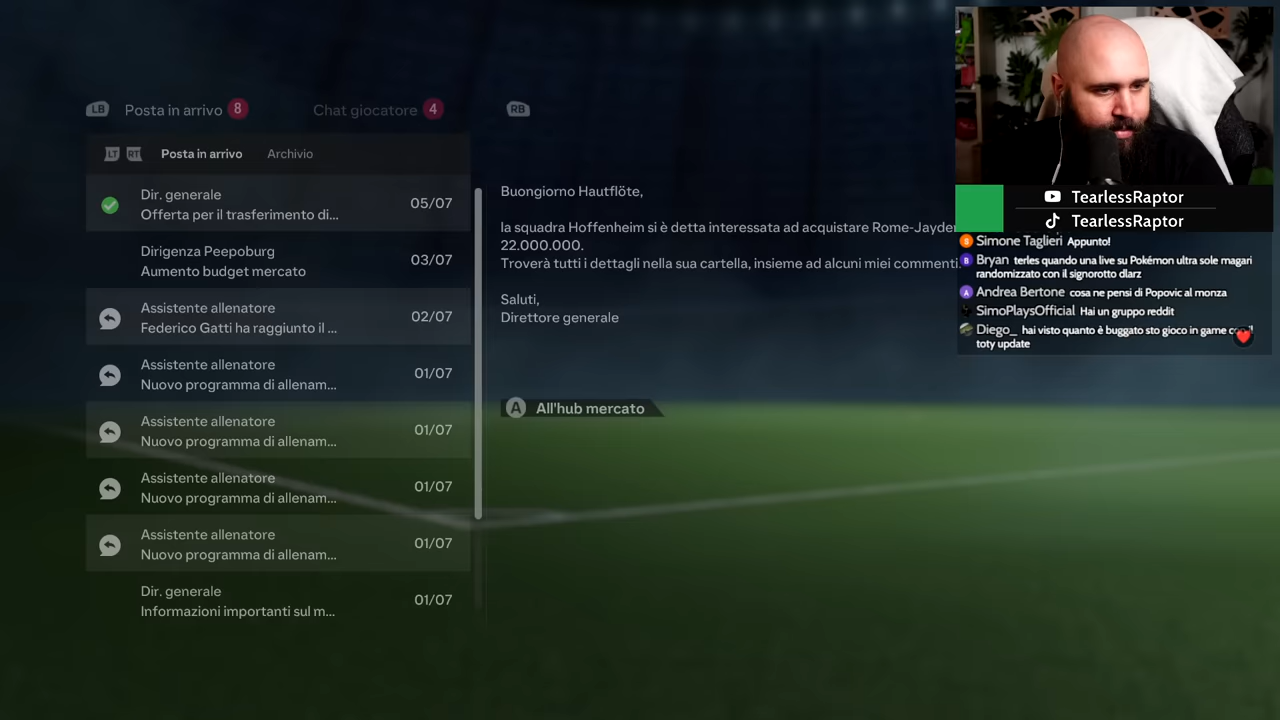 LB Posta in arrivo 8 Chat giocatore 4 RB
LT RT Posta in arrivo Archivio
Dir. generale
Offerta per il trasferimento di...
05/07
Dirigenza Peepoburg
Aumento budget mercato
03/07
Assistente allenatore
Federico Gatti ha raggiunto il ...
02/07
Assistente allenatore
Nuovo programma di allenam...
01/07
Assistente allenatore
Nuovo programma di allenam...
01/07
Assistente allenatore
Nuovo programma di allenam...
01/07
Assistente allenatore
Nuovo programma di allenam...
01/07
Dir. generale
Informazioni importanti sul m...
01/07
Buongiorno Hautflöte,
la squadra Hoffenheim si è detta interessata ad acquistare Rome-Jayden
22.000.000.
Troverà tutti i dettagli nella sua cartella, insieme ad alcuni miei commenti.
Saluti,
Direttore generale
A All'hub mercato
TearlessRaptor
TearlessRaptor
S Simone Taglieri Appunto!
B Bryan terles quando una live su Pokémon ultra sole magari
randomizzato con il signorotto dlarz
A Andrea Bertone cosa ne pensi di Popovic al monza
SimoPlaysOfficial Hai un gruppo reddit
Diego_ hai visto quanto è buggato sto gioco in game
toty update